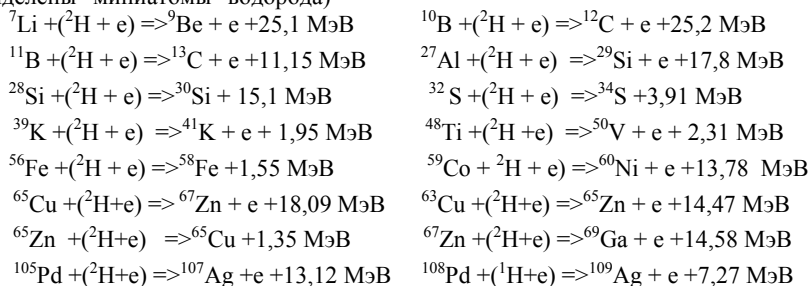 делены миниатомы водорода)
⁷Li +(²H + e) =>⁹Be + e +25,1 МэВ ¹⁰B +(²H + e) =>¹²C + e +25,2 МэВ
¹¹B +(²H + e) =>¹³C + e +11,15 МэВ ²⁷Al +(²H + e) =>²⁹Si + e +17,8 МэВ
²⁸Si +(²H + e) =>³⁰Si + 15,1 МэВ ³² S +(²H + e) =>³⁴S +3,91 МэВ
³⁹K +(²H + e) =>⁴¹K + e + 1,95 МэВ ⁴⁸Ti +(²H +e) =>⁵⁰V + e + 2,31 МэВ
⁵⁶Fe +(²H + e) =>⁵⁸Fe +1,55 МэВ ⁵⁹Co + ²H + e) =>⁶⁰Ni + e +13,78 МэВ
⁶⁵Cu +(²H+e) => ⁶⁷Zn + e +18,09 МэВ ⁶³Cu +(²H+e) =>⁶⁵Zn + e +14,47 МэВ
⁶⁵Zn +(²H+e) =>⁶⁵Cu +1,35 МэВ ⁶⁷Zn +(²H+e) =>⁶⁹Ga + e +14,58 МэВ
¹⁰⁵Pd +(²H+e) =>¹⁰⁷Ag +e +13,12 МэВ ¹⁰⁸Pd +(¹H+e) =>¹⁰⁹Ag + e +7,27 МэВ